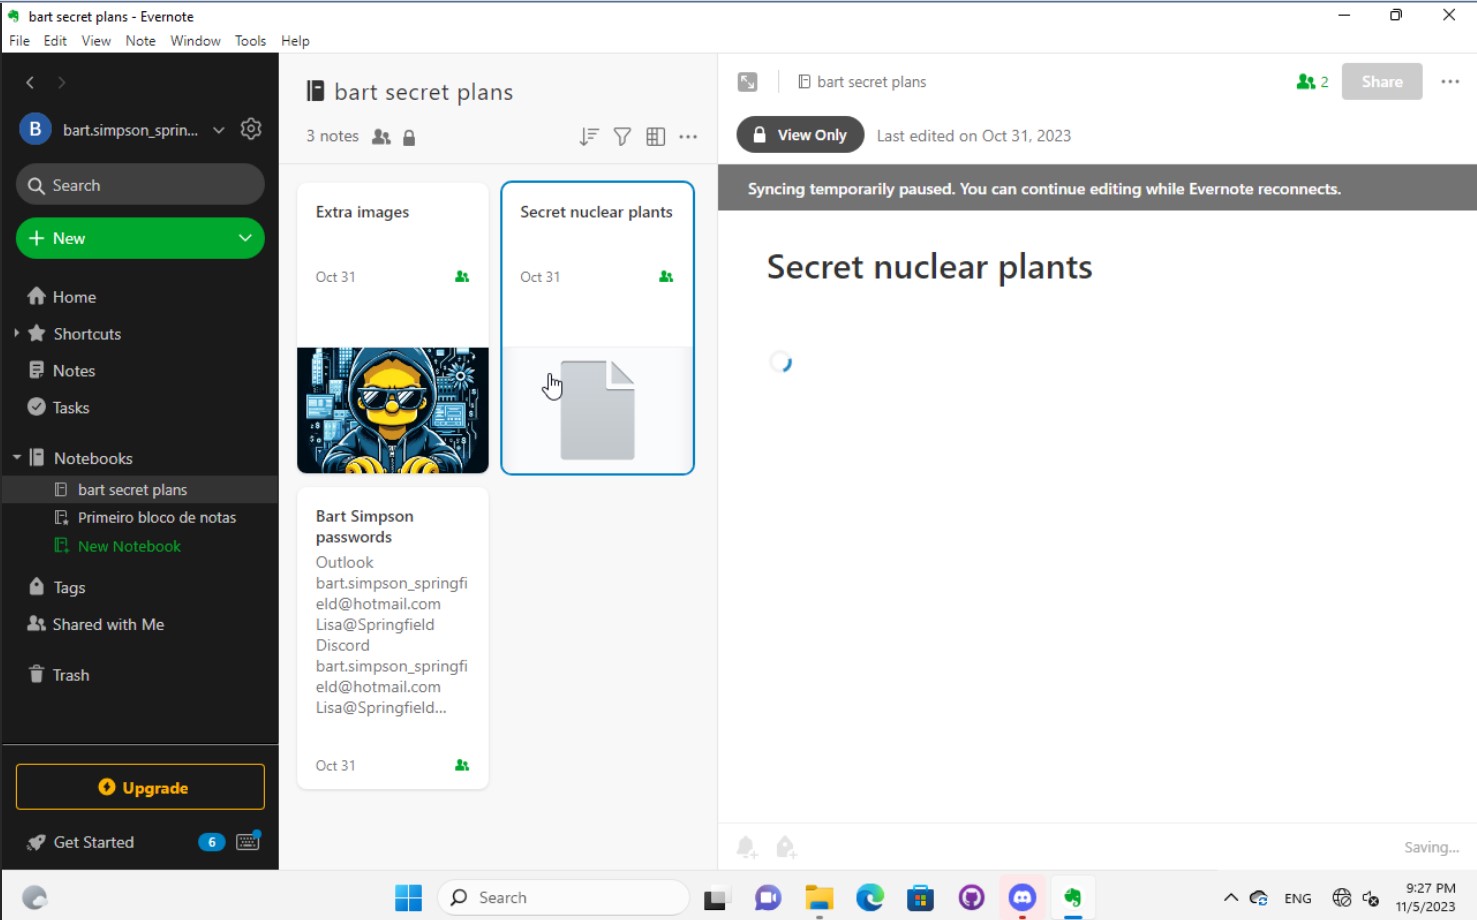 bart secret plans - Evernote
File Edit View Note Window Tools Help
B bart.simpson_sprin...
Search
New
Home
Shortcuts
Notes
Tasks
Notebooks
bart secret plans
Primeiro bloco de notas
New Notebook
Tags
Shared with Me
Trash
Upgrade
Get Started 6
bart secret plans
3 notes
Extra images
Oct 31
Secret nuclear plants
Oct 31
Bart Simpson
passwords
Outlook
bart.simpson_springfi
eld@hotmail.com
Lisa@Springfield
Discord
bart.simpson_springfi
eld@hotmail.com
Lisa@Springfield...
Oct 31
bart secret plans
2 Share
View Only Last edited on Oct 31, 2023
Syncing temporarily paused. You can continue editing while Evernote reconnects.
Secret nuclear plants
Saving...
Search
ENG
9:27 PM
11/5/2023